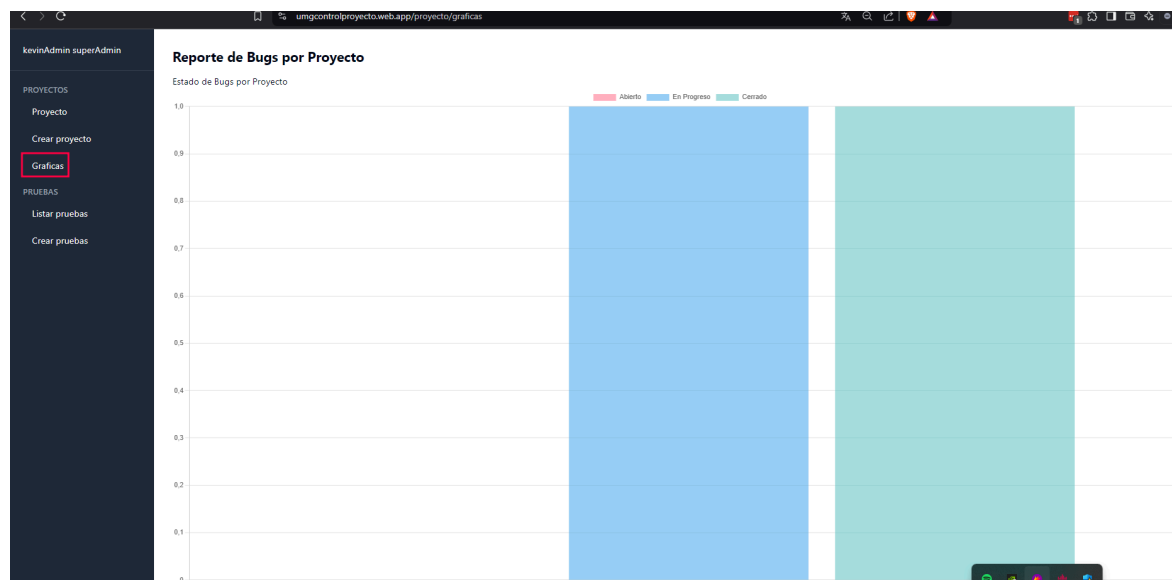 umgcontrolproyecto.web.app/proyecto/graficas
kevinAdmin superAdmin
PROYECTOS
Proyecto
Crear proyecto
Graficas
PRUEBAS
Listar pruebas
Crear pruebas
Reporte de Bugs por Proyecto
Estado de Bugs por Proyecto
Abierto En Progreso Cerrado
1,0
0,9
0,8
0,7
0,6
0,5
0,4
0,3
0,2
0,1
0